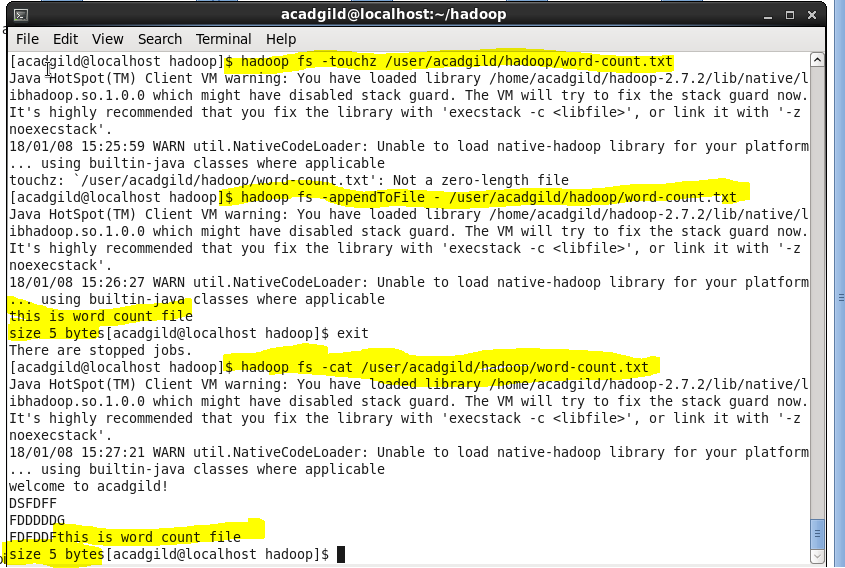 acadgild@localhost:~/hadoop
File Edit View Search Terminal Help
[acadgild@localhost hadoop]$ hadoop fs -touchz /user/acadgild/hadoop/word-count.txt
Java HotSpot(TM) Client VM warning: You have loaded library /home/acadgild/hadoop-2.7.2/lib/native/l
ibhadoop.so.1.0.0 which might have disabled stack guard. The VM will try to fix the stack guard now.
It's highly recommended that you fix the library with 'execstack -c <libfile>', or link it with '-z
noexecstack'.
18/01/08 15:25:59 WARN util.NativeCodeLoader: Unable to load native-hadoop library for your platform
... using builtin-java classes where applicable
touchz: `/user/acadgild/hadoop/word-count.txt': Not a zero-length file
[acadgild@localhost hadoop]$ hadoop fs -appendToFile - /user/acadgild/hadoop/word-count.txt
Java HotSpot(TM) Client VM warning: You have loaded library /home/acadgild/hadoop-2.7.2/lib/native/l
ibhadoop.so.1.0.0 which might have disabled stack guard. The VM will try to fix the stack guard now.
It's highly recommended that you fix the library with 'execstack -c <libfile>', or link it with '-z
noexecstack'.
18/01/08 15:26:27 WARN util.NativeCodeLoader: Unable to load native-hadoop library for your platform
... using builtin-java classes where applicable
this is word count file
size 5 bytes[acadgild@localhost hadoop]$ exit
There are stopped jobs.
[acadgild@localhost hadoop]$ hadoop fs -cat /user/acadgild/hadoop/word-count.txt
Java HotSpot(TM) Client VM warning: You have loaded library /home/acadgild/hadoop-2.7.2/lib/native/l
ibhadoop.so.1.0.0 which might have disabled stack guard. The VM will try to fix the stack guard now.
It's highly recommended that you fix the library with 'execstack -c <libfile>', or link it with '-z
noexecstack'.
18/01/08 15:27:21 WARN util.NativeCodeLoader: Unable to load native-hadoop library for your platform
... using builtin-java classes where applicable
welcome to acadgild!
DSFDFF
FDDDDDG
FDFDDFthis is word count file
size 5 bytes[acadgild@localhost hadoop]$